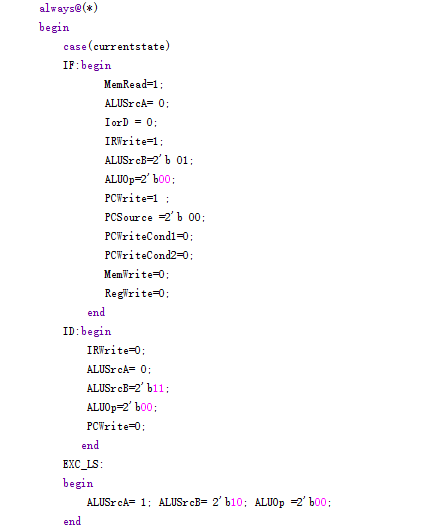 always@(*)
begin
case(currentstate)
IF:begin
MemRead=1;
ALUSrcA= 0;
IorD = 0;
IRWrite=1;
ALUSrcB=2'b 01;
ALUOp=2'b00;
PCWrite=1 ;
PCSource =2'b 00;
PCWriteCond1=0;
PCWriteCond2=0;
MemWrite=0;
RegWrite=0;
end
ID:begin
IRWrite=0;
ALUSrcA= 0;
ALUSrcB=2'b11;
ALUOp=2'b00;
PCWrite=0;
end
EXC_LS:
begin
ALUSrcA= 1; ALUSrcB= 2'b10; ALUOp =2'b00;
end